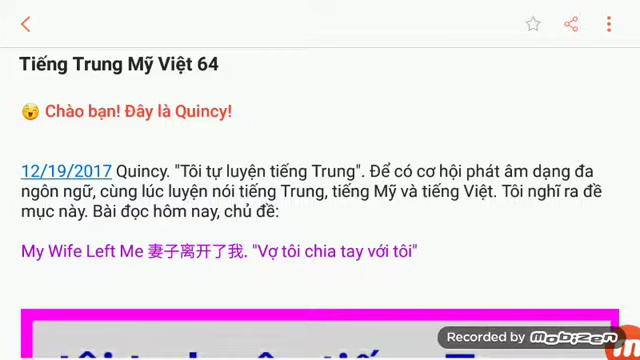 Tiếng Trung Mỹ Việt 64
Chào bạn! Đây là Quincy!
12/19/2017 Quincy. "Tôi tự luyện tiếng Trung". Để có cơ hội phát âm dạng đa
ngôn ngữ, cùng lúc luyện nói tiếng Trung, tiếng Mỹ và tiếng Việt. Tôi nghĩ ra đề
mục này. Bài đọc hôm nay, chủ đề:
My Wife Left Me 妻子离开了我. "Vợ tôi chia tay với tôi"
Recorded by mobizen